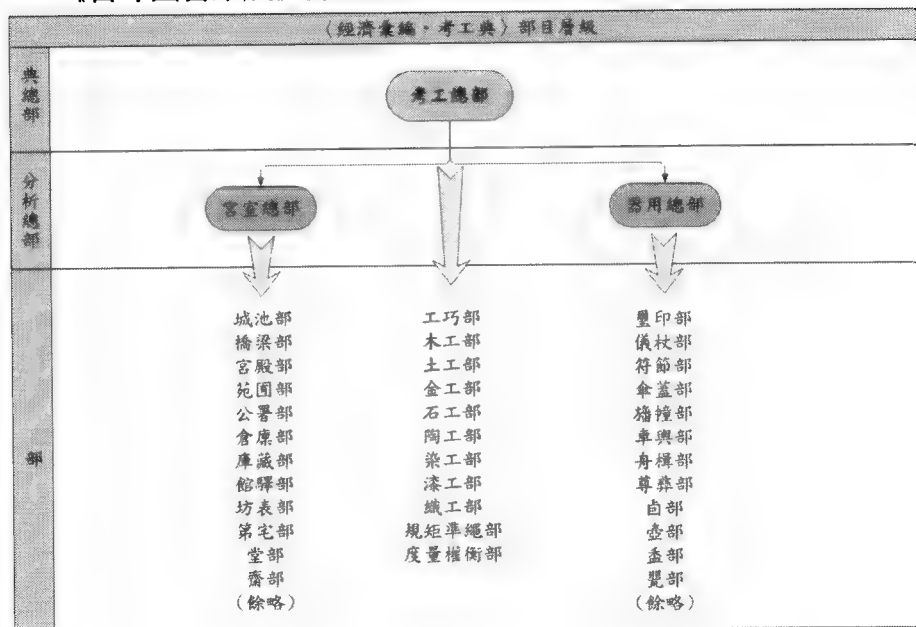 〈經濟彙編・考工典〉部目層級
典總部
考工總部
分析總部
宮室總部
器用總部
部
城池部
橋梁部
宮殿部
苑囿部
公署部
倉廩部
庫藏部
館驛部
坊表部
第宅部
堂部
齋部
(餘略)
工巧部
木工部
土工部
金工部
石工部
陶工部
染工部
漆工部
織工部
規矩準繩部
度量權衡部
璽印部
儀杖部
符節部
傘蓋部
旛幢部
車輿部
舟楫部
尊彝部
卣部
壺部
盉部
甖部
(餘略)